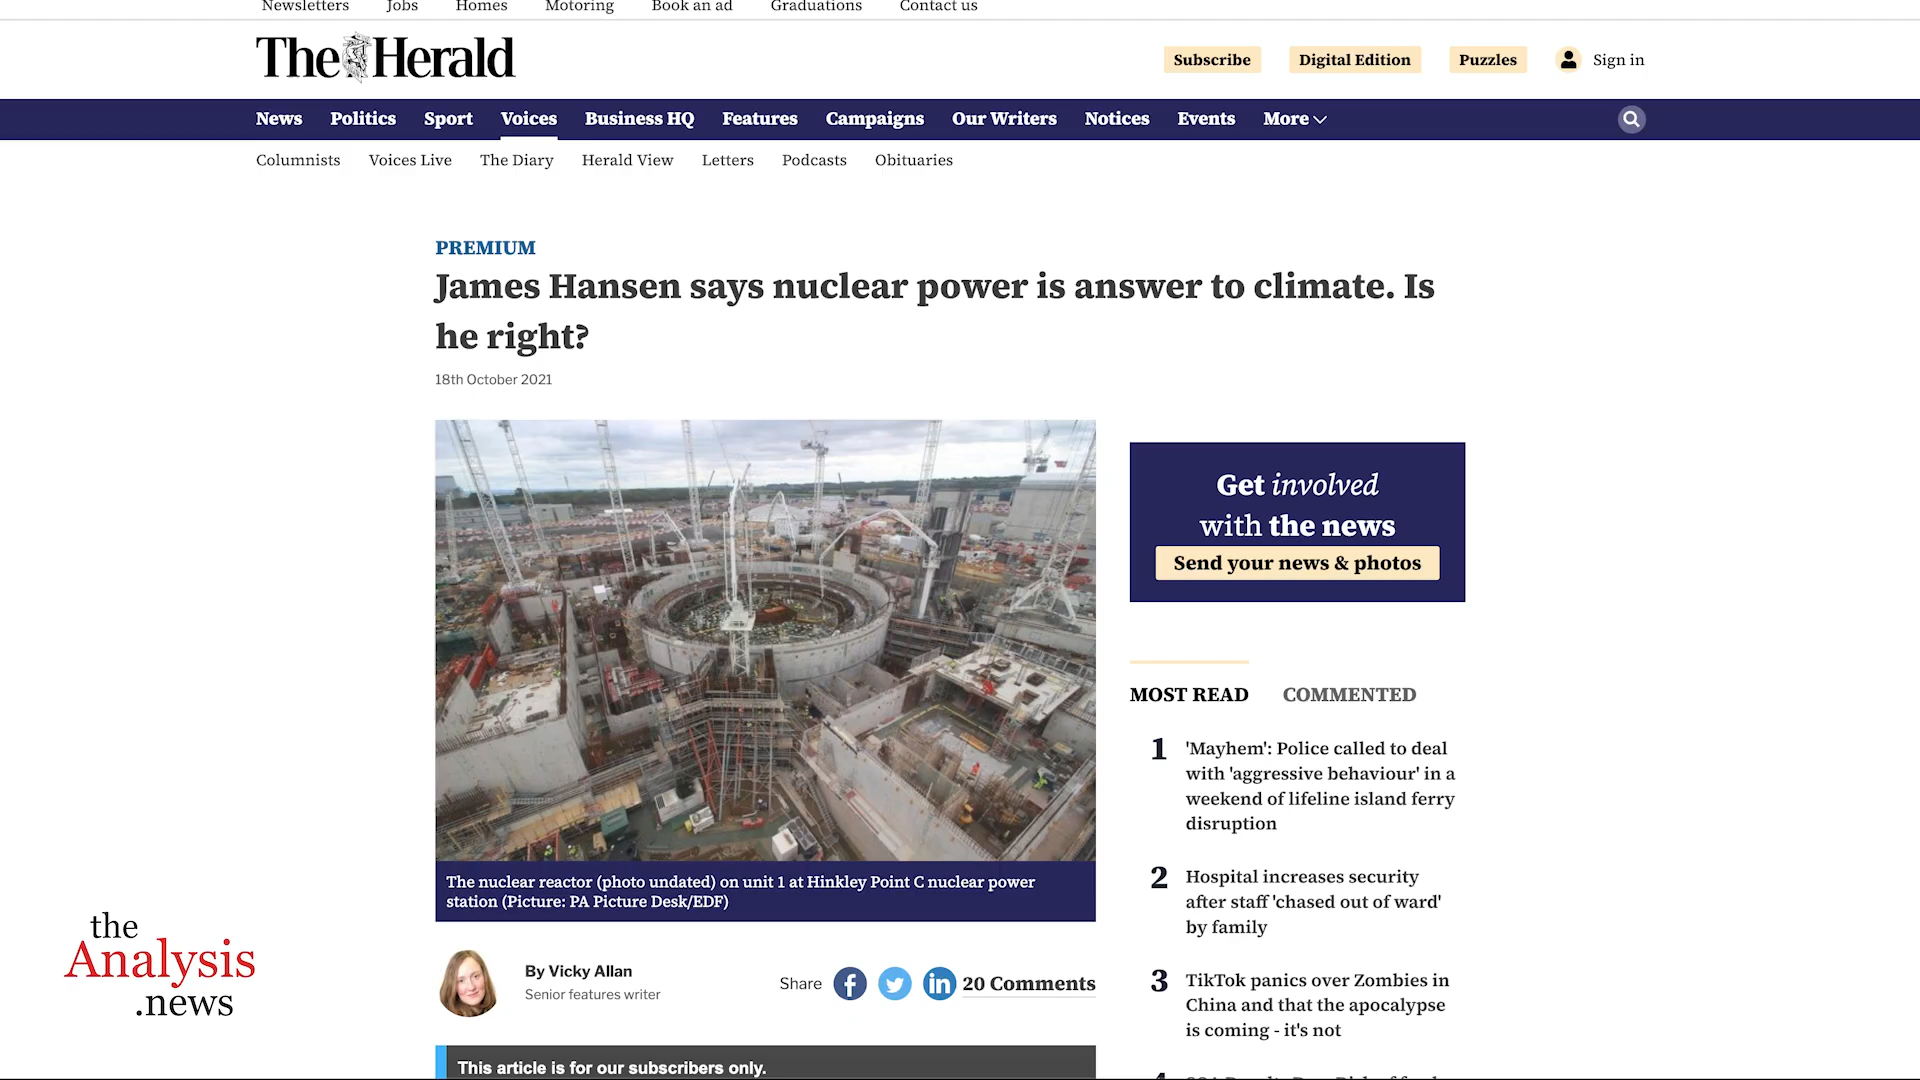 Newsletters Jobs Homes Motoring Book an ad Graduations Contact us
The Herald
Subscribe Digital Edition Puzzles Sign in
News Politics Sport Voices Business HQ Features Campaigns Our Writers Notices Events More
Columnists Voices Live The Diary Herald View Letters Podcasts Obituaries
PREMIUM
James Hansen says nuclear power is answer to climate. Is
he right?
18th October 2021
The nuclear reactor (photo undated) on unit 1 at Hinkley Point C nuclear power
station (Picture: PA Picture Desk/EDF)
By Vicky Allan
Senior features writer
Share 20 Comments
This article is for our subscribers only.
Get involved
with the news
Send your news & photos
MOST READ COMMENTED
1 'Mayhem': Police called to deal
with 'aggressive behaviour' in a
weekend of lifeline island ferry
disruption
2 Hospital increases security
after staff 'chased out of ward'
by family
3 TikTok panics over Zombies in
China and that the apocalypse
is coming - it's not
the
Analysis
.news